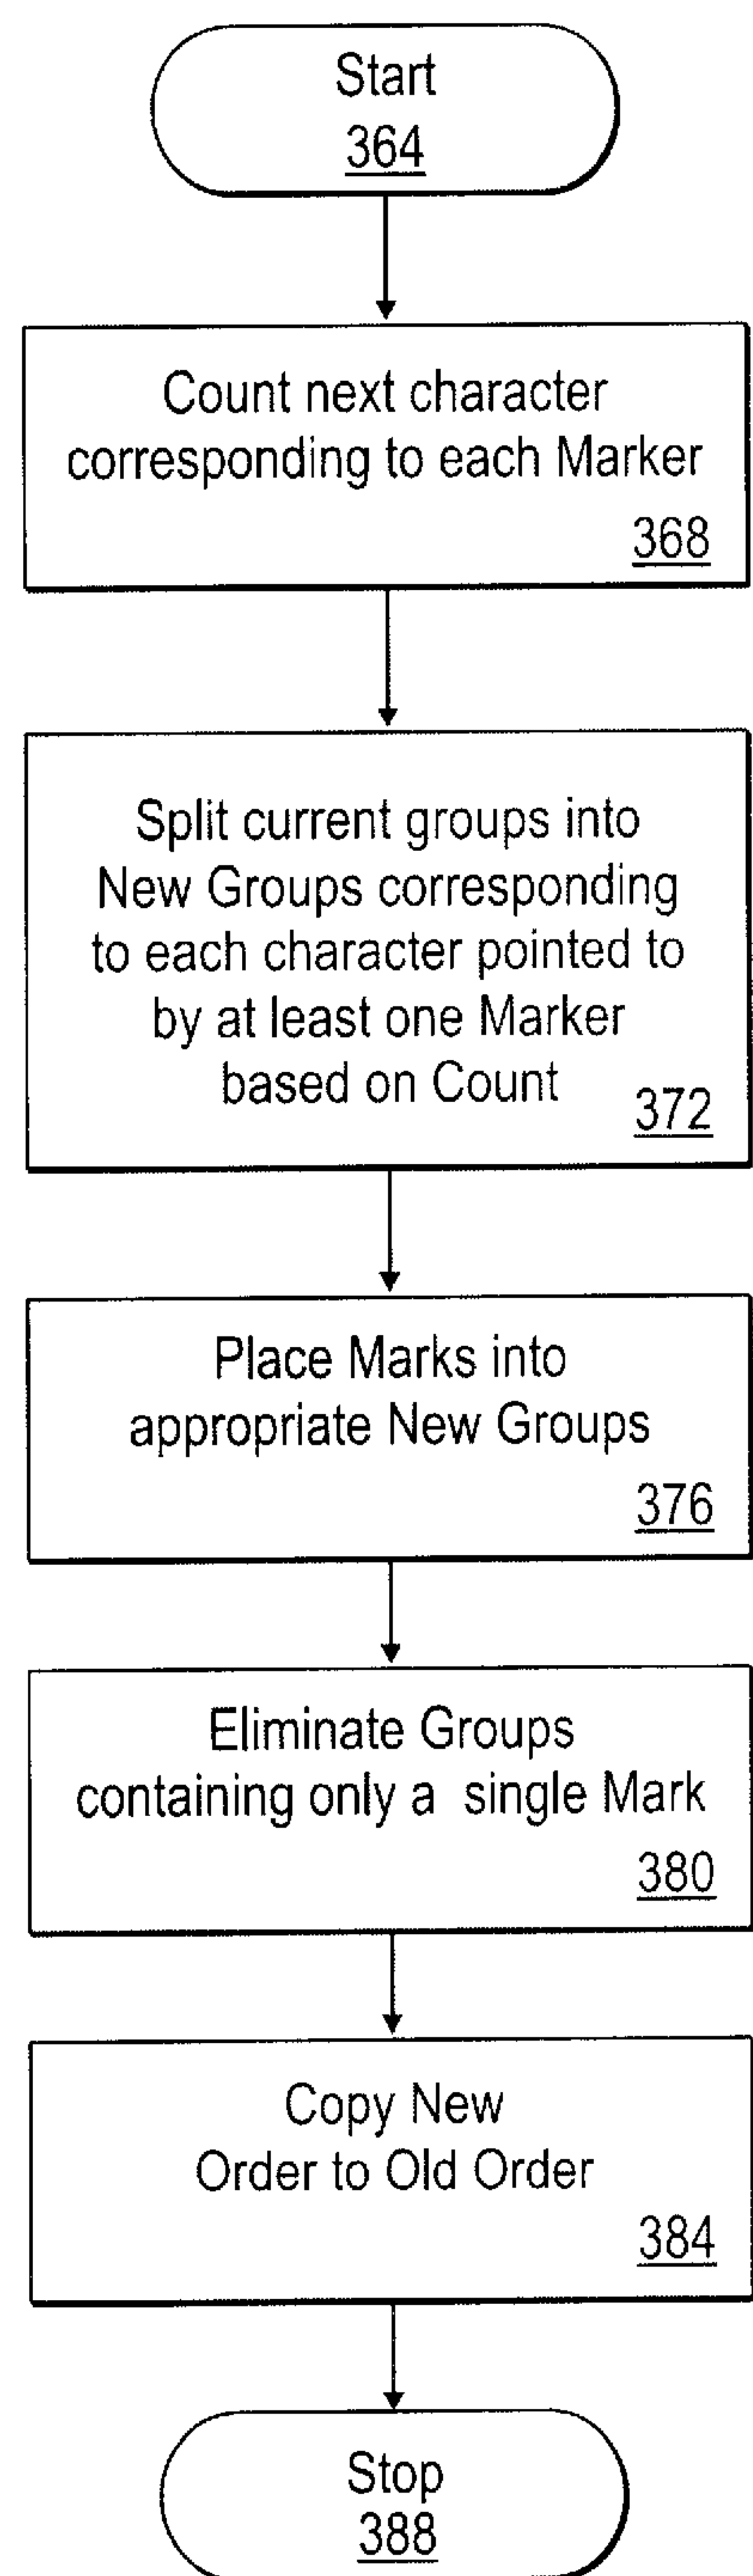 Start
364
Count next character
corresponding to each Marker
368
Split current groups into
New Groups corresponding
to each character pointed to
by at least one Marker
based on Count
372
Place Marks into
appropriate New Groups
376
Eliminate Groups
containing only a single Mark
380
Copy New
Order to Old Order
384
Stop
388